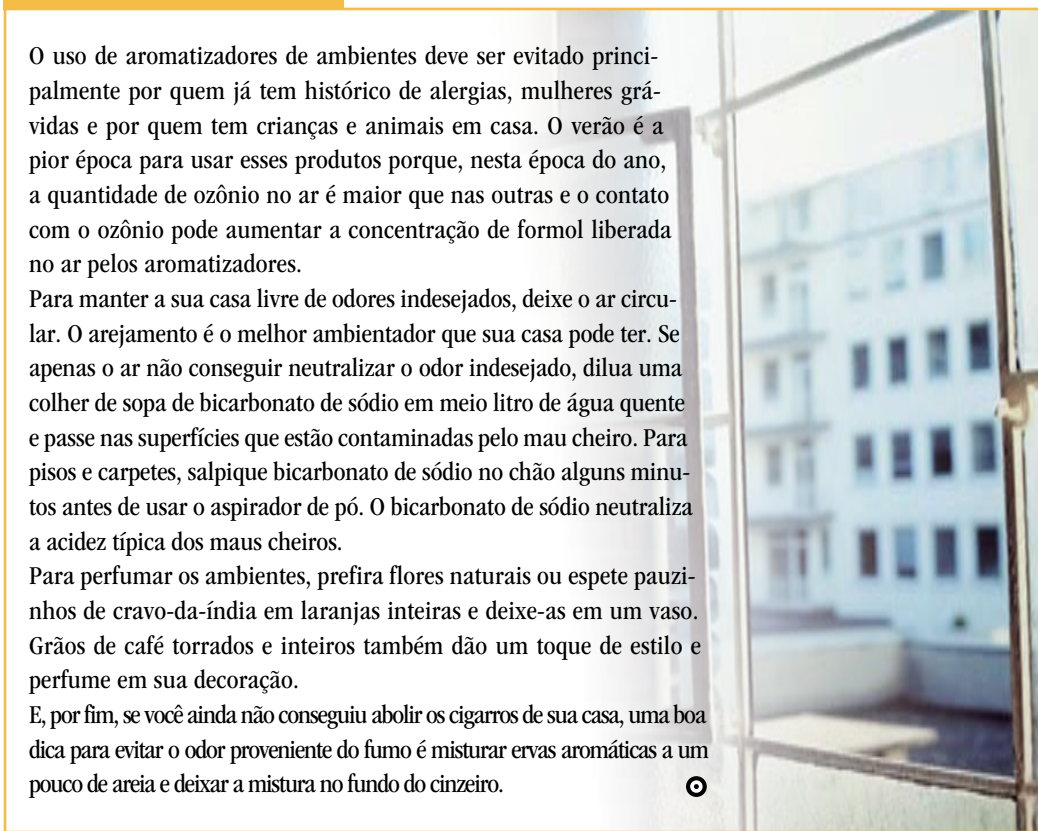 O uso de aromatizadores de ambientes deve ser evitado princi-
palmente por quem já tem histórico de alergias, mulheres grá-
vidas e por quem tem crianças e animais em casa. O verão é a
pior época para usar esses produtos porque, nesta época do ano,
a quantidade de ozônio no ar é maior que nas outras e o contato
com o ozônio pode aumentar a concentração de formol liberada
no ar pelos aromatizadores.
Para manter a sua casa livre de odores indesejados, deixe o ar circu-
lar. O arejamento é o melhor ambientador que sua casa pode ter. Se
apenas o ar não conseguir neutralizar o odor indesejado, dilua uma
colher de sopa de bicarbonato de sódio em meio litro de água quente
e passe nas superfícies que estão contaminadas pelo mau cheiro. Para
pisos e carpetes, salpique bicarbonato de sódio no chão alguns minu-
tos antes de usar o aspirador de pó. O bicarbonato de sódio neutraliza
a acidez típica dos maus cheiros.
Para perfumar os ambientes, prefira flores naturais ou espete pauzi-
nhos de cravo-da-índia em laranjas inteiras e deixe-as em um vaso.
Grãos de café torrados e inteiros também dão um toque de estilo e
perfume em sua decoração.
E, por fim, se você ainda não conseguiu abolir os cigarros de sua casa, uma boa
dica para evitar o odor proveniente do fumo é misturar ervas aromáticas a um
pouco de areia e deixar a mistura no fundo do cinzeiro.